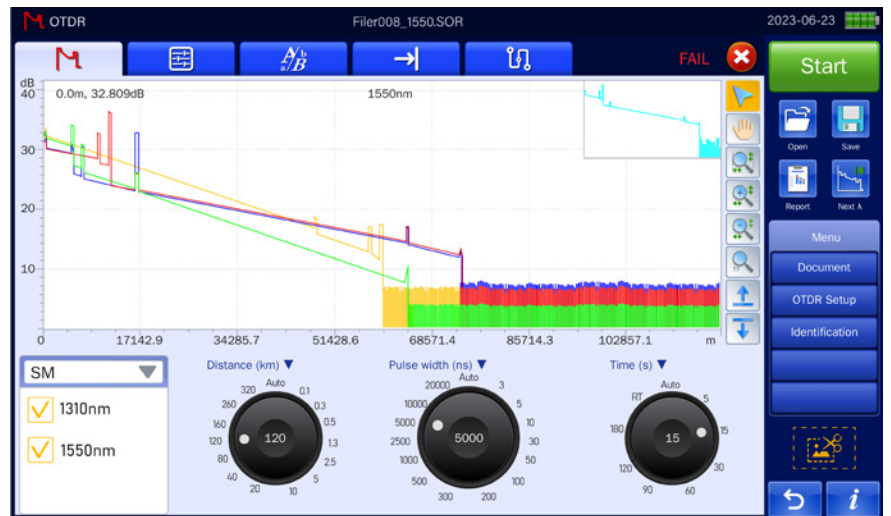 OTDR
Filer008_1550.SOR
2023-06-23
A/B
a/b
FAIL
Start
dB
40
0.0m, 32.809dB
1550nm
30
20
10
0
17142.9
34285.7
51428.6
68571.4
85714.3
102857.1
m
Open
Save
Report
Next λ
Menu
Document
OTDR Setup
Identification
SM
1310nm
1550nm
Distance (km)
Auto
0.1
0.3
0.5
1.3
2.5
5
10
20
40
80
120
160
260
320
120
Pulse width (ns)
Auto
3
5
10
30
50
100
200
300
500
1000
2500
5000
10000
20000
5000
Time (s)
Auto
5
15
30
60
90
120
180
RT
15
i